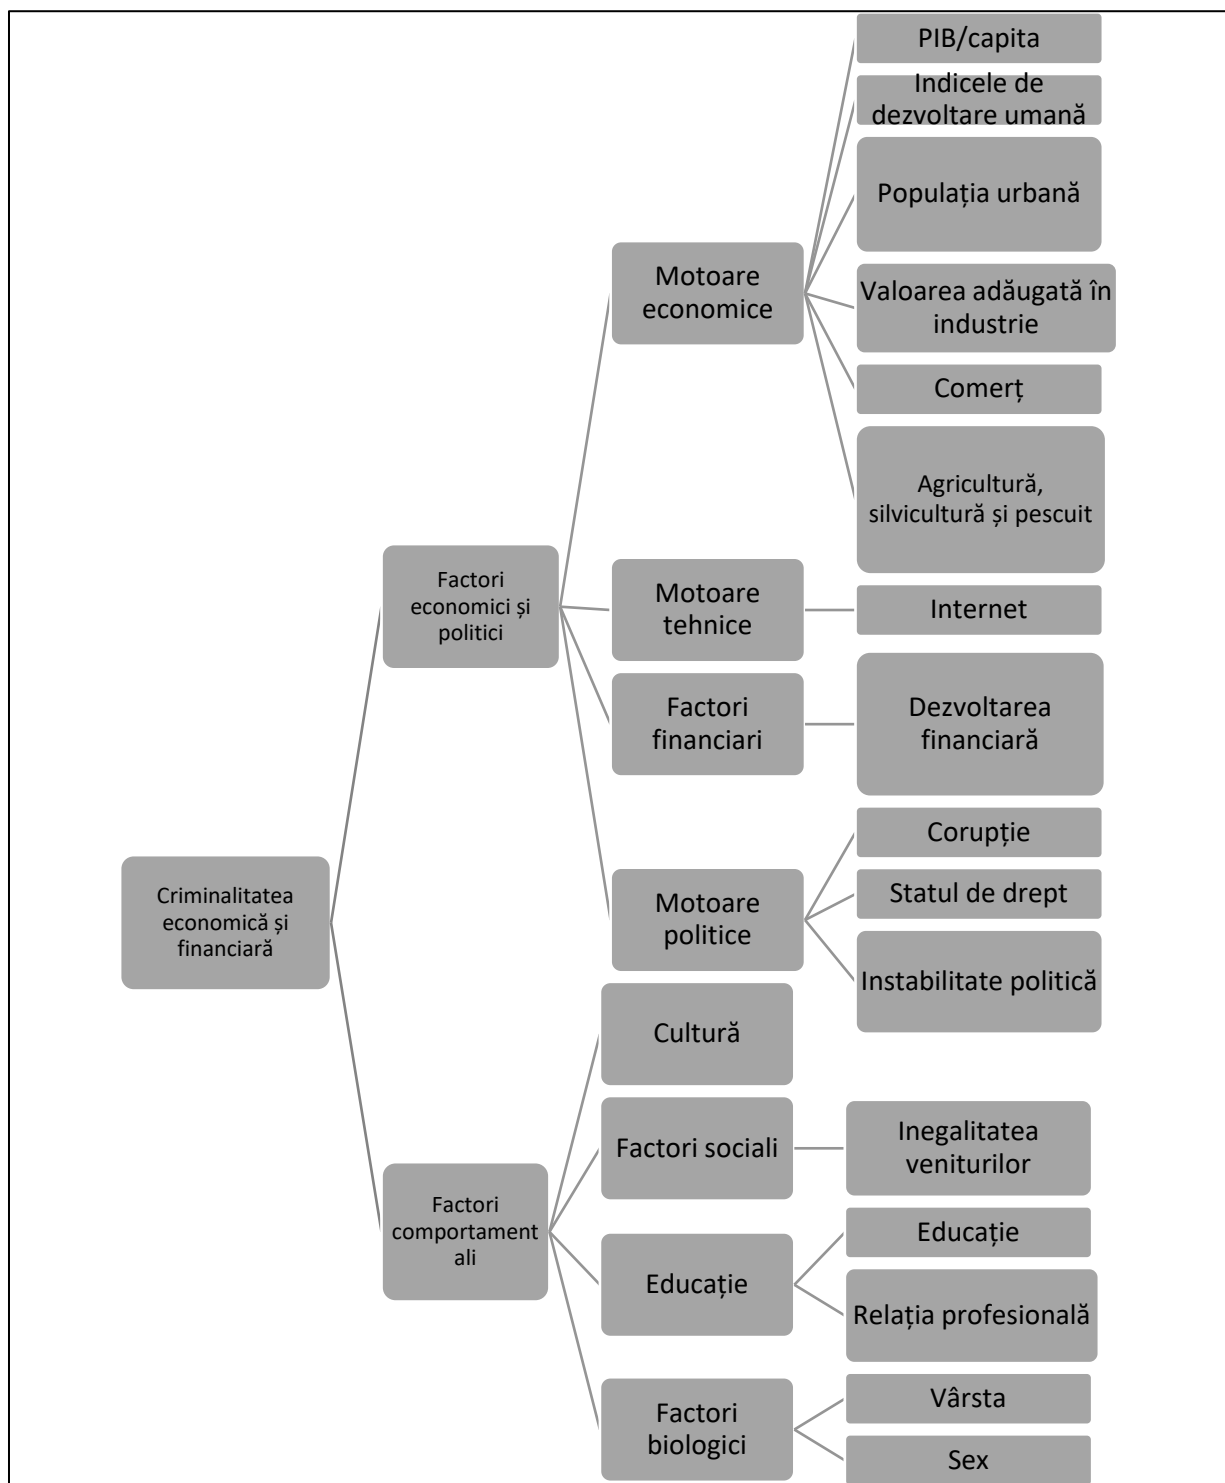 PIB/capita
Indicele de
dezvoltare umană
Populația urbană
Motoare
economice
Valoarea adăugată în
industrie
Comerț
Agricultură,
silvicultură și pescuit
Factori
economici și
politici
Motoare
tehnice
Internet
Factori
financiari
Dezvoltarea
financiară
Corupție
Criminalitatea
economică și
financiară
Motoare
politice
Statul de drept
Instabilitate politică
Cultură
Factori sociali
Inegalitatea
veniturilor
Factori
comportament
ali
Educație
Educație
Relația profesională
Factori
biologici
Vârsta
Sex